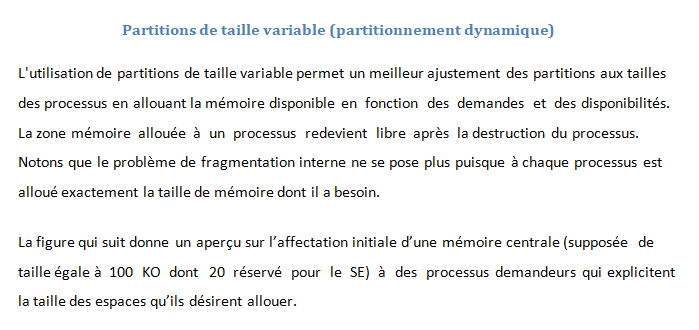 Partitions de taille variable (partitionnement dynamique)
L'utilisation de partitions de taille variable permet un meilleur ajustement des partitions aux tailles
des processus en allouant la mémoire disponible en fonction des demandes et des disponibilités.
La zone mémoire allouée à un processus redevient libre après la destruction du processus.
Notons que le problème de fragmentation interne ne se pose plus puisque à chaque processus est
alloué exactement la taille de mémoire dont il a besoin.
La figure qui suit donne un aperçu sur l’affectation initiale d’une mémoire centrale (supposée de
taille égale à 100 KO dont 20 réservé pour le SE) à des processus demandeurs qui explicitent
la taille des espaces qu’ils désirent allouer.